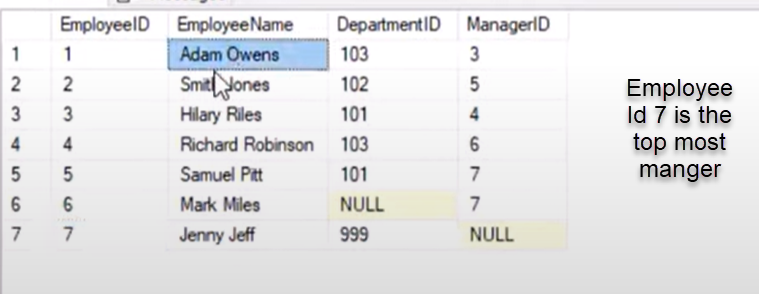 EmployeeID EmployeeName DepartmentID ManagerID
1 1 Adam Owens 103 3
2 2 Smith Jones 102 5
3 3 Hilary Riles 101 4
4 4 Richard Robinson 103 6
5 5 Samuel Pitt 101 7
6 6 Mark Miles NULL 7
7 7 Jenny Jeff 999 NULL
Employee
Id 7 is the
top most
manger